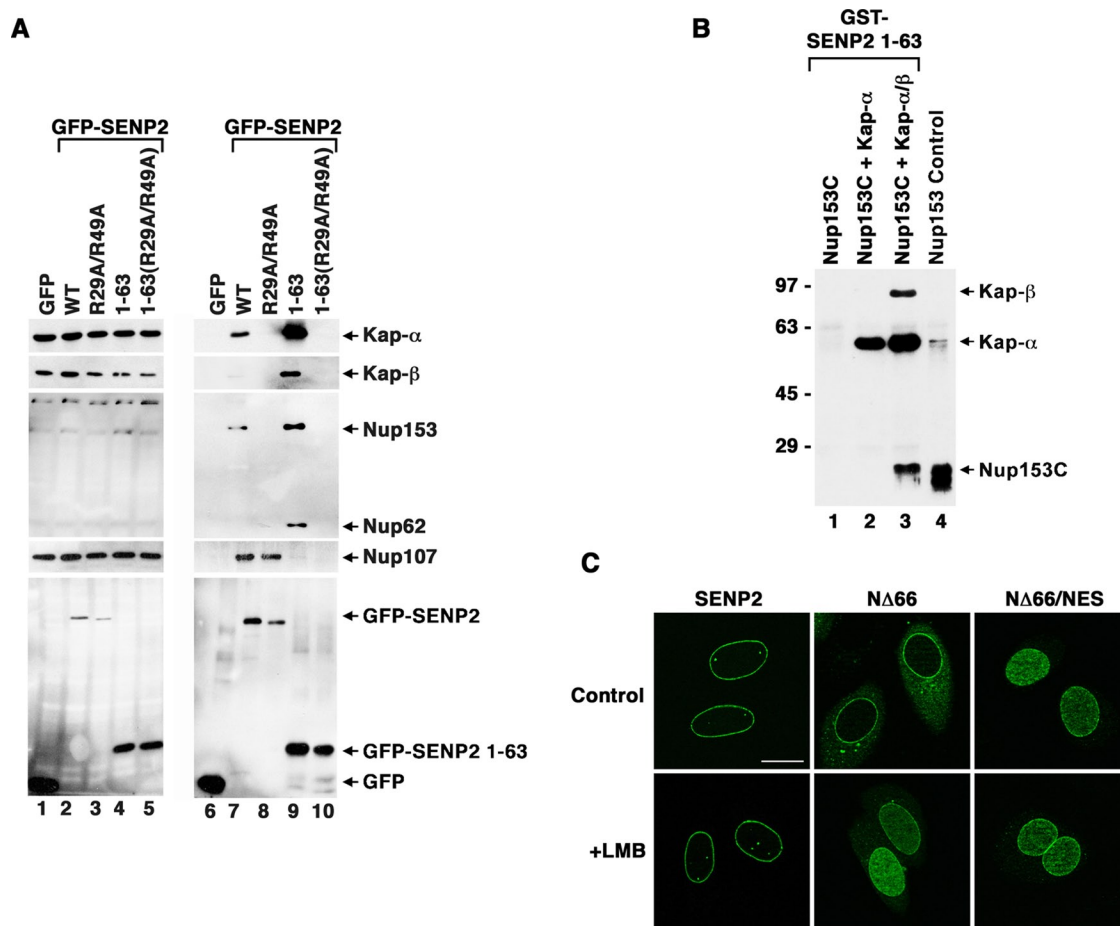 A
GFP-SENP2
GFP
WT
R29A/R49A
1-63
1-63(R29A/R49A)
GFP-SENP2
GFP
WT
R29A/R49A
1-63
1-63(R29A/R49A)
Kap-α
Kap-β
Nup153
Nup62
Nup107
GFP-SENP2
GFP-SENP2 1-63
GFP
1 2 3 4 5 6 7 8 9 10
B
GST-
SENP2 1-63
Nup153C
Nup153C + Kap-α
Nup153C + Kap-α/β
Nup153 Control
97 -
Kap-β
63 -
Kap-α
45 -
29 -
Nup153C
1 2 3 4
C
SENP2 NΔ66 NΔ66/NES
Control
+LMB